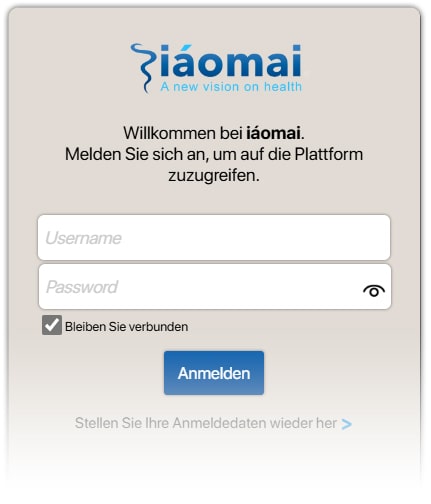 iáomai
A new vision on health
Willkommen bei iáomai.
Melden Sie sich an, um auf die Plattform
zuzugreifen.
Username
Password
Bleiben Sie verbunden
Anmelden
Stellen Sie Ihre Anmeldedaten wieder her >